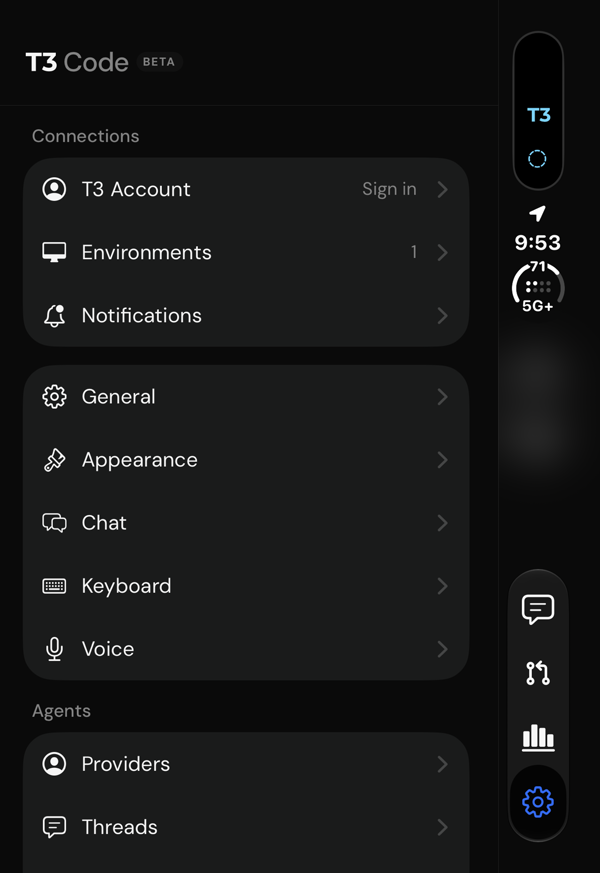 T3 Code BETA
Connections
T3 Account Sign in
Environments 1
Notifications
General
Appearance
Chat
Keyboard
Voice
Agents
Providers
Threads
T3
9:53
71
5G+